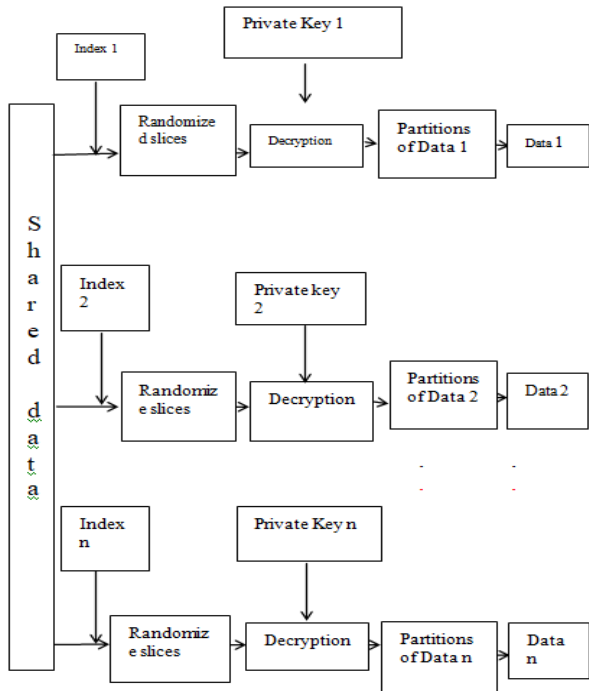 Private Key 1
Index 1
Randomize
d slices
Decryption
Partitions
of Data 1
Data 1
S
h
a
r
e
d
d
a
t
a
Index
2
Private key
2
Randomiz
e slices
Decryption
Partitions
of Data 2
Data 2
Index
n
Private Key n
Randomiz
e slices
Decryption
Partitions
of Data n
Data
n